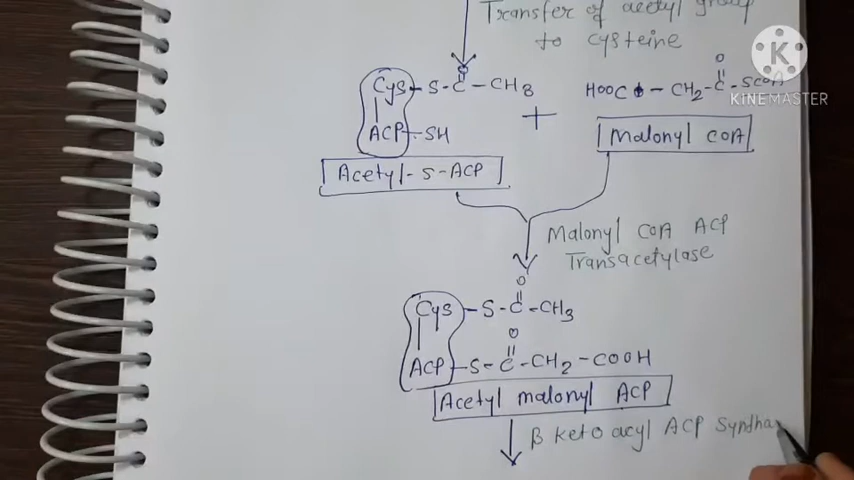 Transfer of acetyl group
to cysteine
Cys - S - C - CH3
O
ACP - SH
Acetyl - S - ACP
+
O
HOOC - CH2 - C - SCOA
Malonyl COA
K
KINEMASTER
Malonyl COA ACP
Transacetylase
O
Cys - S - C - CH3
O
ACP - S - C - CH2 - COOH
Acetyl malonyl ACP
β keto acyl ACP Syntha